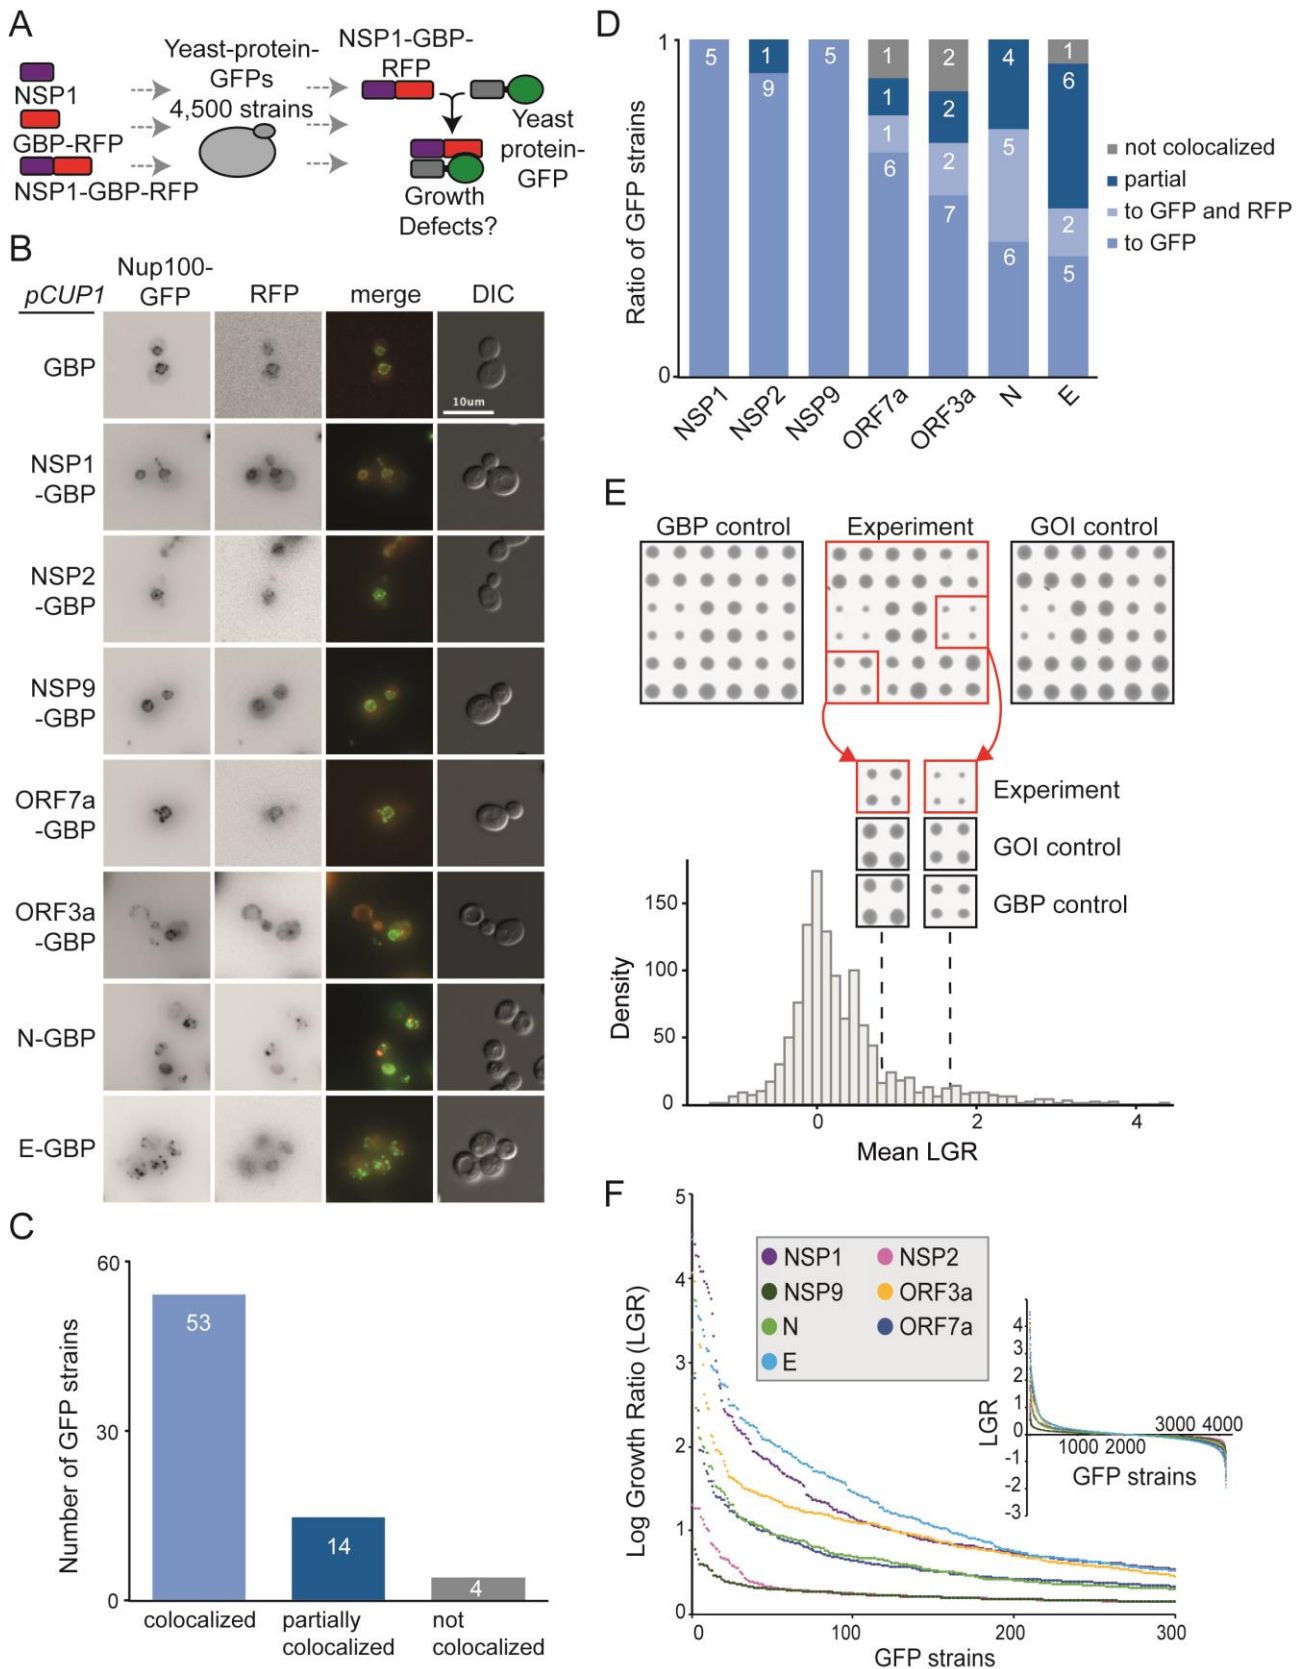 A
NSP1
GBP-RFP
NSP1-GBP-RFP
Yeast-protein-
GFPs
4,500 strains
NSP1-GBP-
RFP
Yeast
protein-
GFP
Growth
Defects?
B
pCUP1
Nup100-
GFP
RFP
merge
DIC
GBP
10um
NSP1
-GBP
NSP2
-GBP
NSP9
-GBP
ORF7a
-GBP
ORF3a
-GBP
N-GBP
E-GBP
C
Number of GFP strains
60
30
0
53
14
4
colocalized
partially
colocalized
not
colocalized
D
Ratio of GFP strains
1
0
5
1
9
5
1
1
1
6
2
2
2
7
4
5
6
1
6
2
5
NSP1
NSP2
NSP9
ORF7a
ORF3a
N
E
not colocalized
partial
to GFP and RFP
to GFP
E
GBP control
Experiment
GOI control
Experiment
GOI control
GBP control
Density
150
100
50
0
0
2
4
Mean LGR
F
Log Growth Ratio (LGR)
5
4
3
2
1
0
NSP1
NSP2
NSP9
ORF3a
N
ORF7a
E
0
100
200
300
GFP strains
LGR
4
3
2
1
0
-1
-2
-3
1000
2000
3000
4000
GFP strains